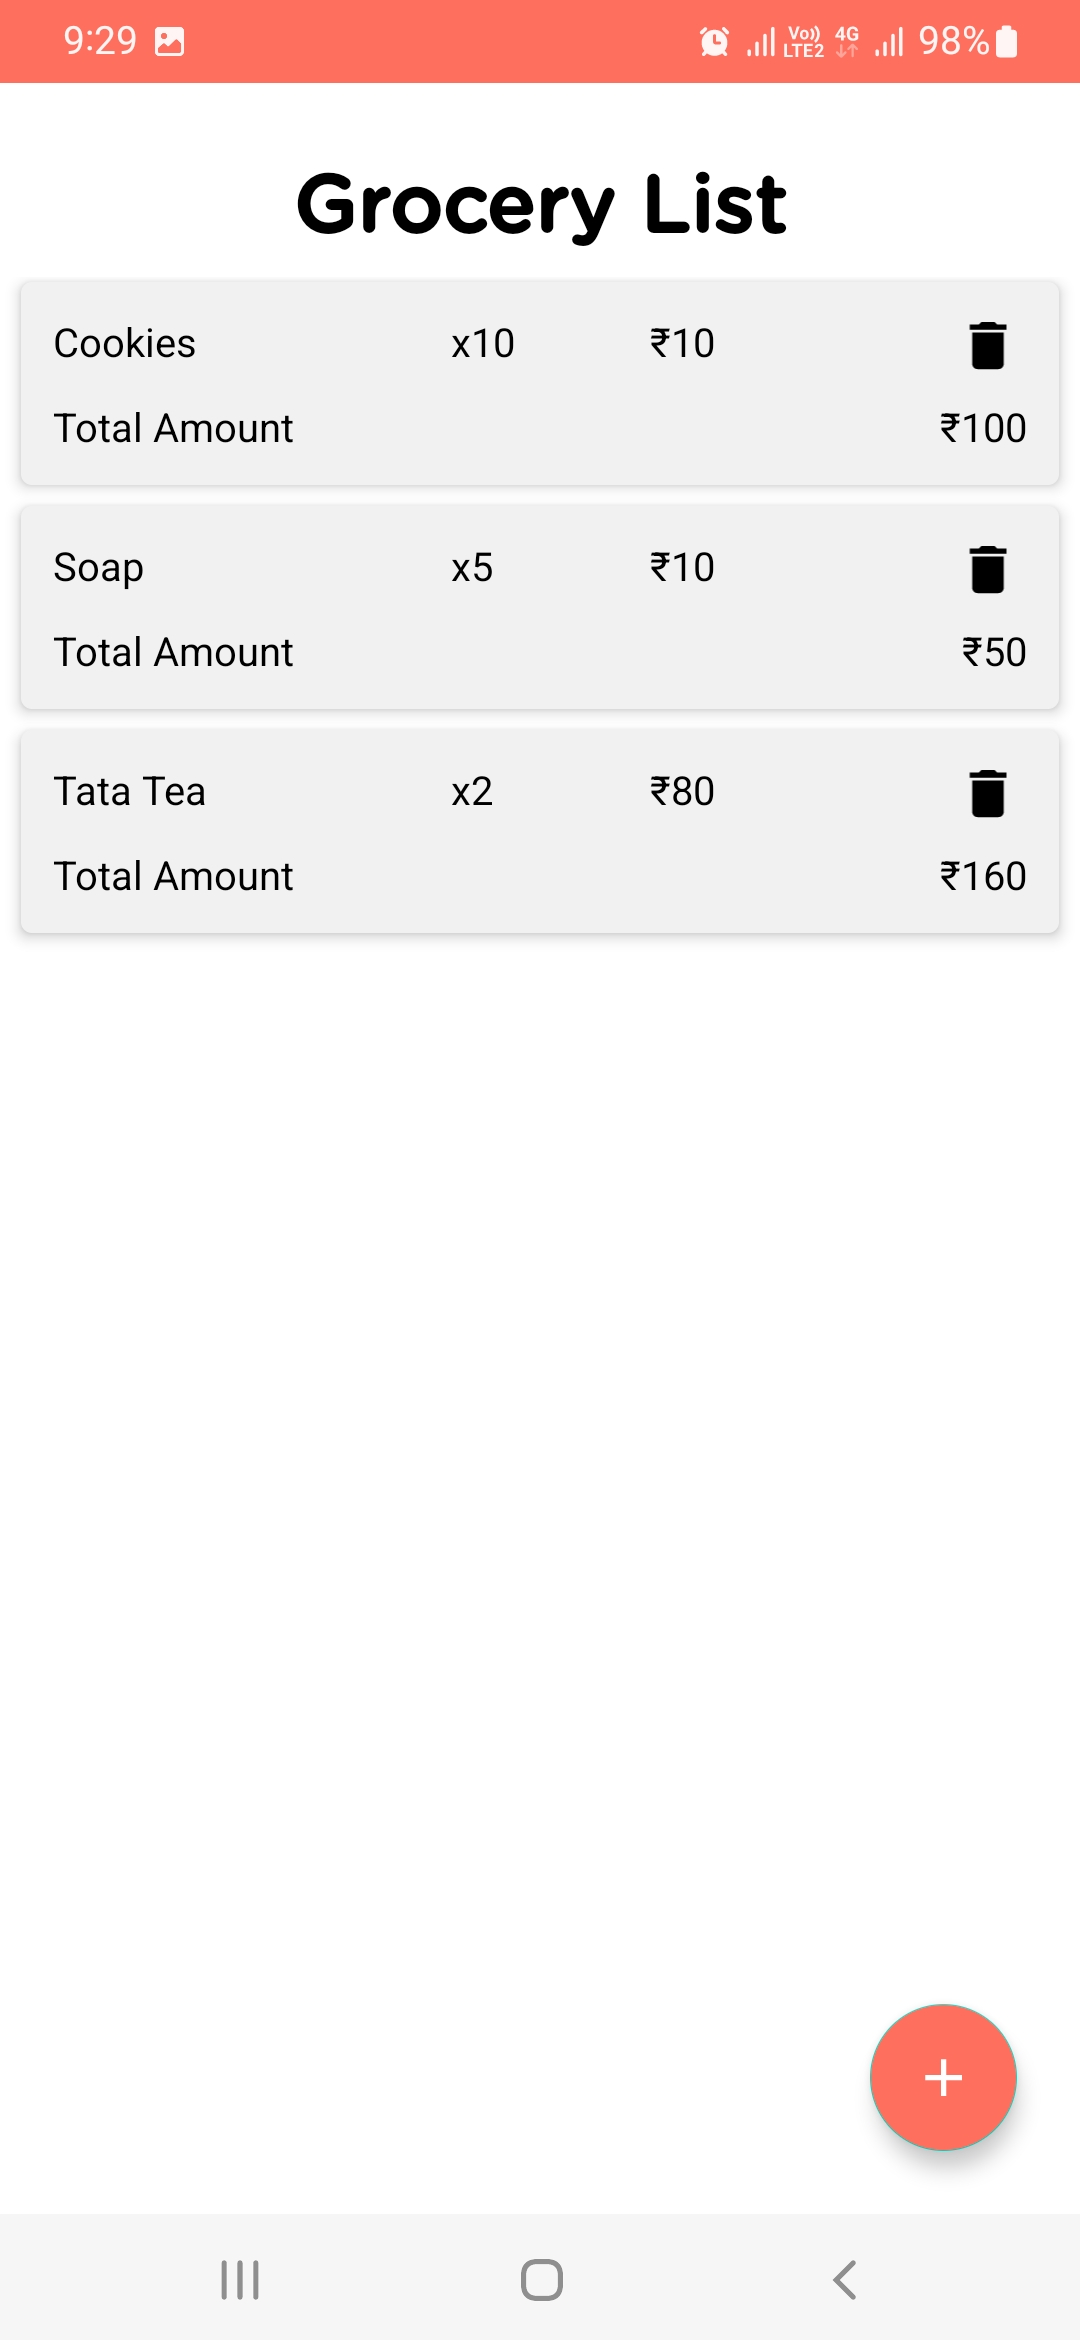 9:29 Vo)) LTE2 4G 98%
Grocery List
Cookies x10 ₹10
Total Amount ₹100
Soap x5 ₹10
Total Amount ₹50
Tata Tea x2 ₹80
Total Amount ₹160